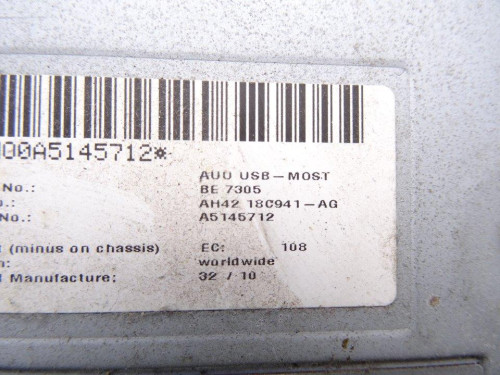 00A5145712*
AUO USB-MOST
No.: BE 7305
.: AH42 18C941-AG
No.: A5145712
(minus on chassis) EC: 108
: worldwide
Manufacture; 32 / 10